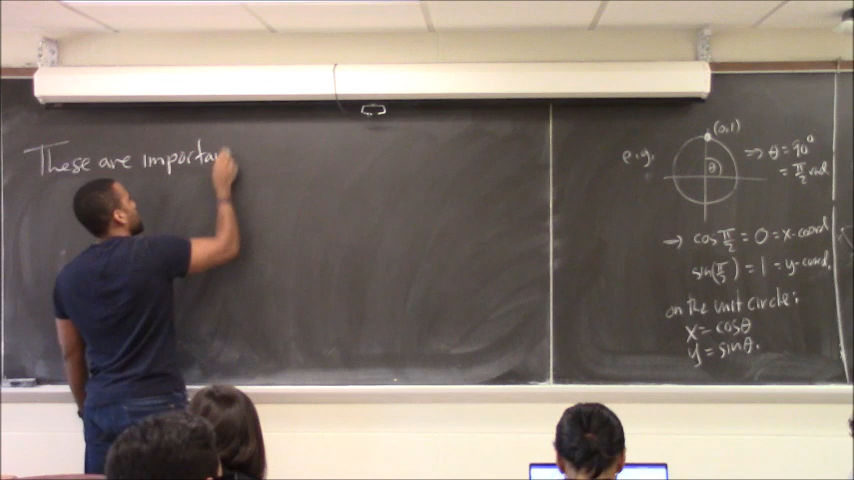 These are importan
e.g.
(0,1)
θ
⇒ θ = 90°
= π/2 rad
⇒ cos π/2 = 0 = x-coord
sin(π/2) = 1 = y-coord.
on the unit circle:
x = cosθ
y = sinθ.